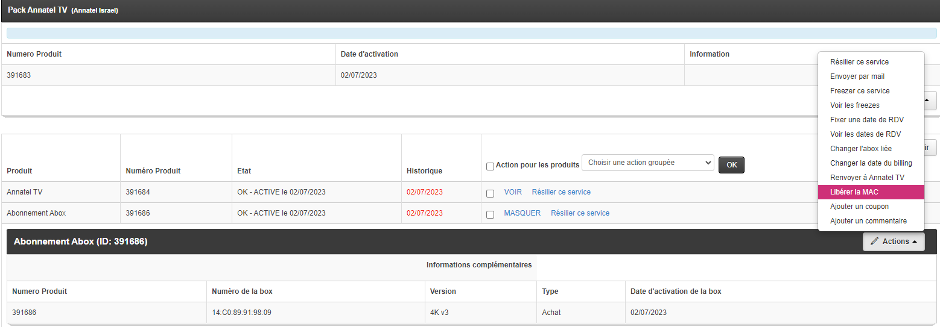 Pack Annatel TV (Annatel Israel)
Numero Produit Date d'activation Information
391683 02/07/2023
Résilier ce service
Envoyer par mail
Freezer ce service
Voir les freezes
Fixer une date de RDV
Voir les dates de RDV
Changer l'abox liée
Changer la date du billing
Renvoyer à Annatel TV
Libérer la MAC
Ajouter un coupon
Ajouter un commentaire
Produit Numéro Produit Etat Historique Action pour les produits Choisir une action groupée OK
Annatel TV 391684 OK - ACTIVE le 02/07/2023 02/07/2023 VOIR Résilier ce service
Abonnement Abox 391686 OK - ACTIVE le 02/07/2023 02/07/2023 MASQUER Résilier ce service
Abonnement Abox (ID: 391686) Actions
Informations complémentaires
Numero Produit Numéro de la box Version Type Date d'activation de la box
391686 14:C0:89:91:98:09 4K v3 Achat 02/07/2023